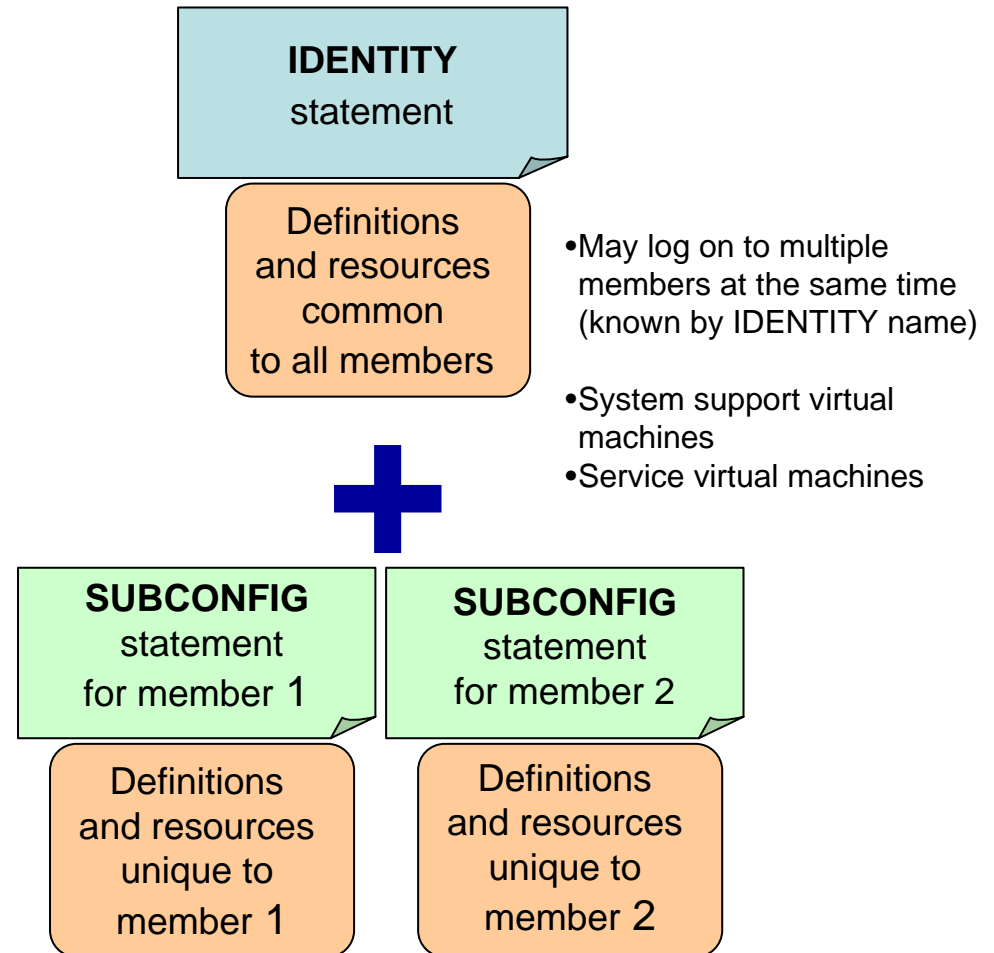 IDENTITY
statement
Definitions
and resources
common
to all members
•May log on to multiple
members at the same time
(known by IDENTITY name)
•System support virtual
machines
•Service virtual machines
SUBCONFIG
statement
for member 1
SUBCONFIG
statement
for member 2
Definitions
and resources
unique to
member 1
Definitions
and resources
unique to
member 2